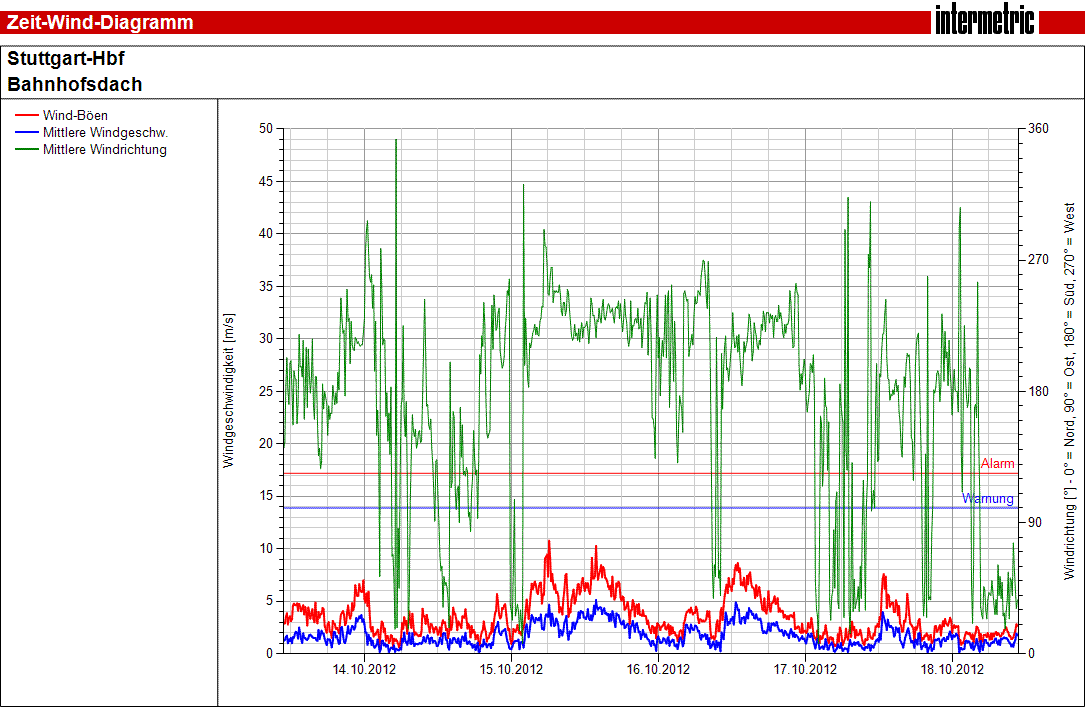 Zeit-Wind-Diagramm
intermetric
Stuttgart-Hbf
Bahnhofsdach
Wind-Böen
Mittlere Windgeschw.
Mittlere Windrichtung
Windgeschwindigkeit [m/s]
50
45
40
35
30
25
20
15
10
5
0
Alarm
Warnung
360
270
180
90
0
Windrichtung [°] - 0° = Nord, 90° = Ost, 180° = Süd, 270° = West
14.10.2012 15.10.2012 16.10.2012 17.10.2012 18.10.2012